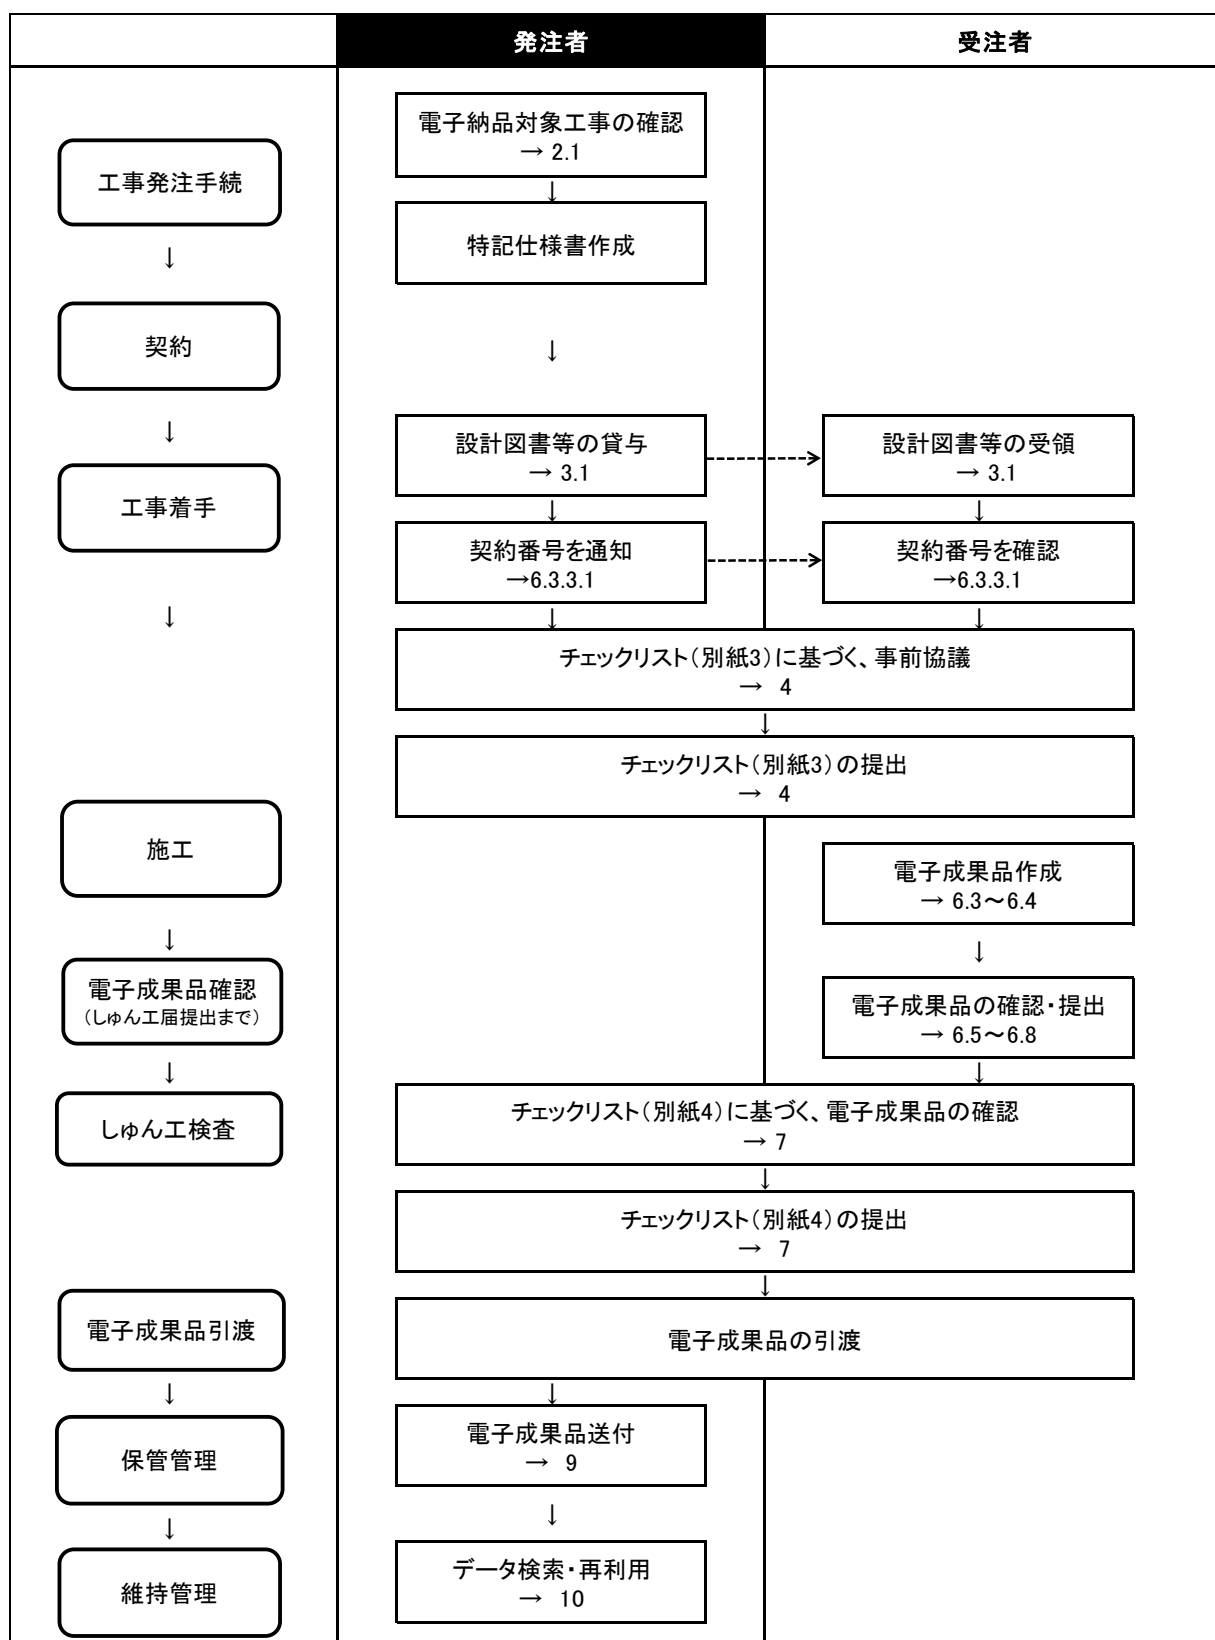 発注者
受注者
電子納品対象工事の確認
→ 2.1
工事発注手続
↓
特記仕様書作成
↓
契約
↓
↓
設計図書等の貸与
→ 3.1
設計図書等の受領
→ 3.1
工事着手
↓
↓
契約番号を通知
→6.3.3.1
契約番号を確認
→6.3.3.1
↓
↓
↓
チェックリスト（別紙3）に基づく、事前協議
→ 4
↓
チェックリスト（別紙3）の提出
→ 4
施工
電子成果品作成
→ 6.3～6.4
↓
↓
電子成果品確認
（しゅん工届提出まで）
電子成果品の確認・提出
→ 6.5～6.8
↓
↓
しゅん工検査
チェックリスト（別紙4）に基づく、電子成果品の確認
→ 7
↓
チェックリスト（別紙4）の提出
→ 7
↓
電子成果品引渡
電子成果品の引渡
↓
↓
保管管理
電子成果品送付
→ 9
↓
↓
維持管理
データ検索・再利用
→ 10